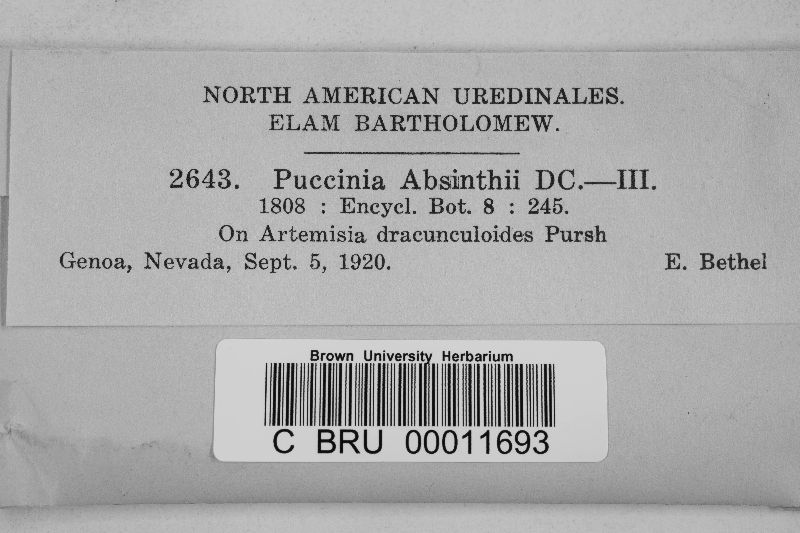 NORTH AMERICAN UREDINALES.
ELAM BARTHOLOMEW.
2643. Puccinia Absinthii DC.—III.
1808 : Encycl. Bot. 8 : 245.
On Artemisia dracunculoides Pursh
Genoa, Nevada, Sept. 5, 1920. E. Bethel
Brown University Herbarium
C BRU 00011693